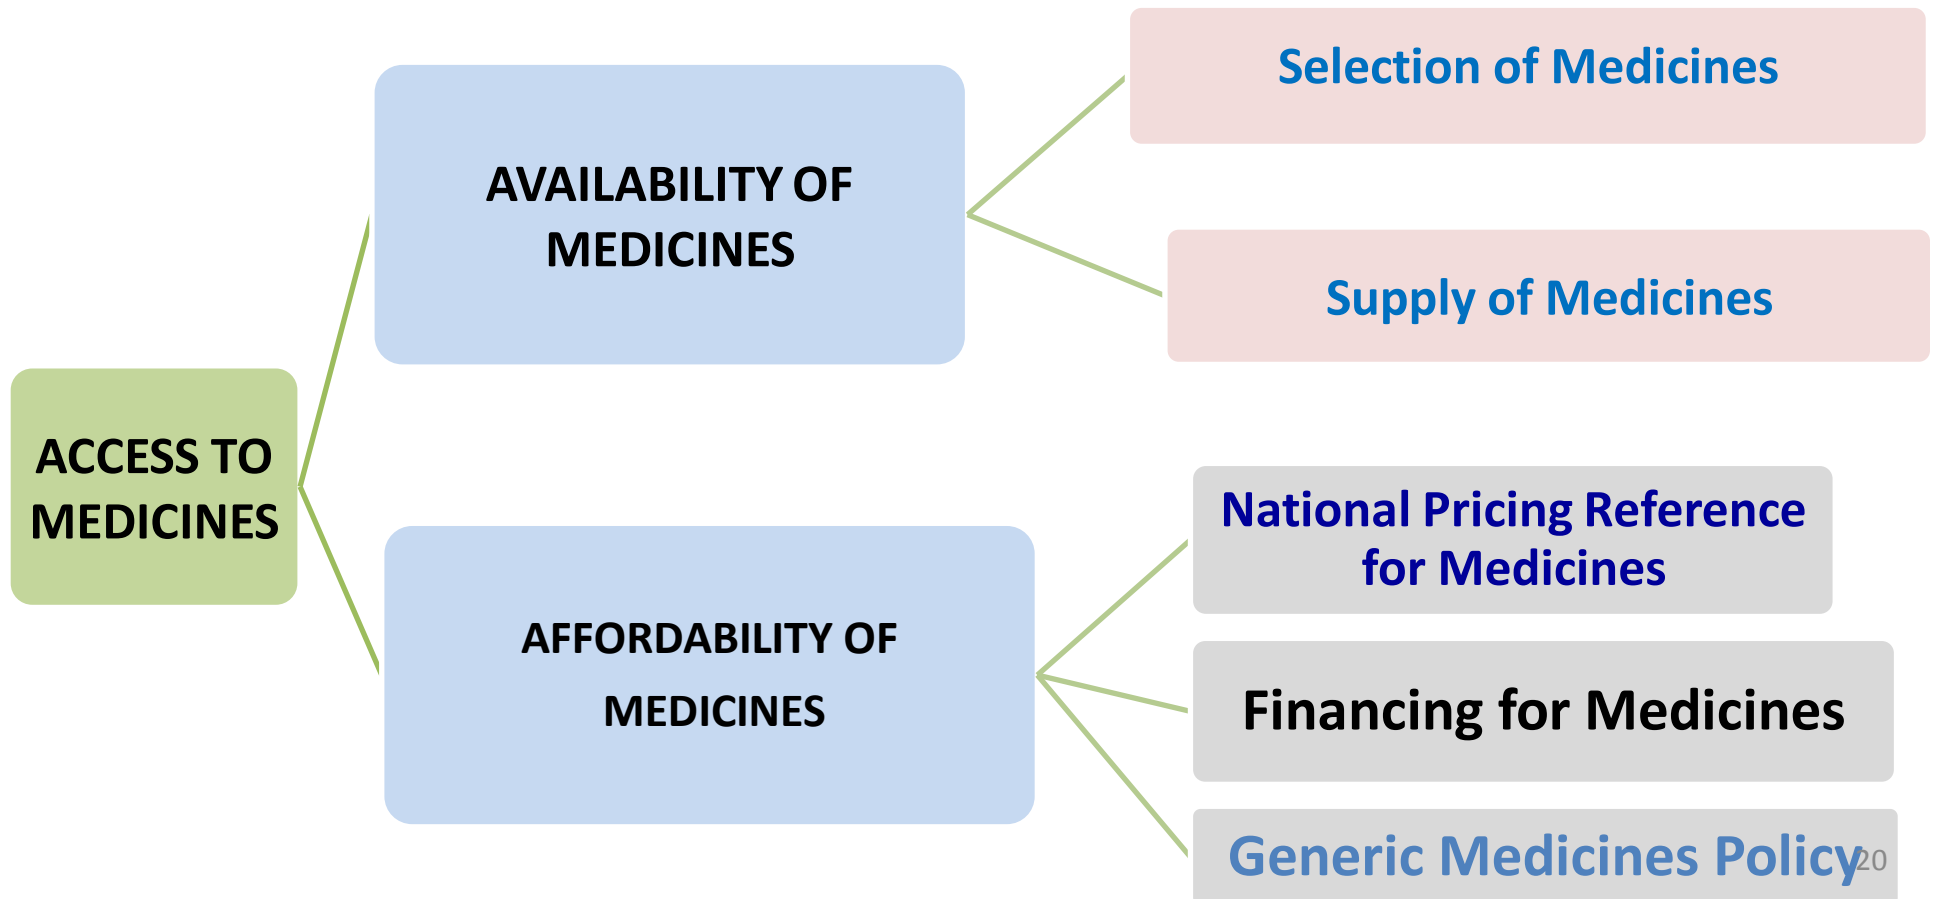 Selection of Medicines
AVAILABILITY OF
MEDICINES
Supply of Medicines
ACCESS TO
MEDICINES
National Pricing Reference
for Medicines
AFFORDABILITY OF
MEDICINES
Financing for Medicines
Generic Medicines Policy
20